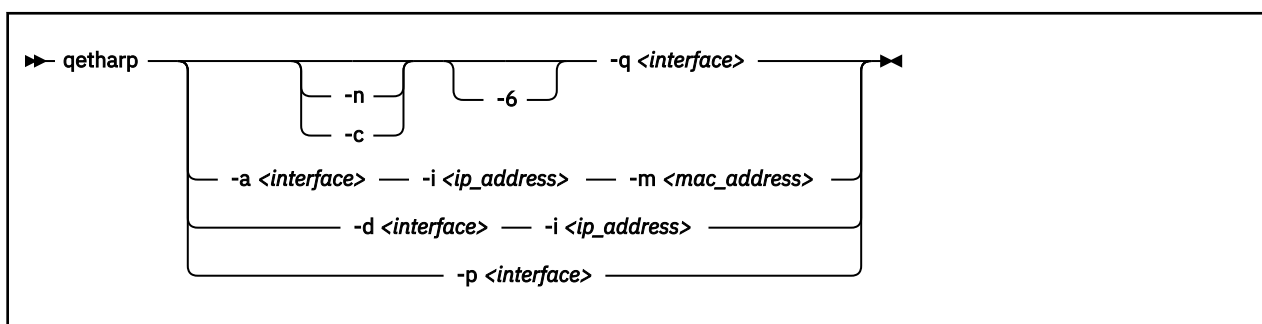 qetharp -q <interface>
-n -6
-c
-a <interface> -i <ip_address> -m <mac_address>
-d <interface> -i <ip_address>
-p <interface>